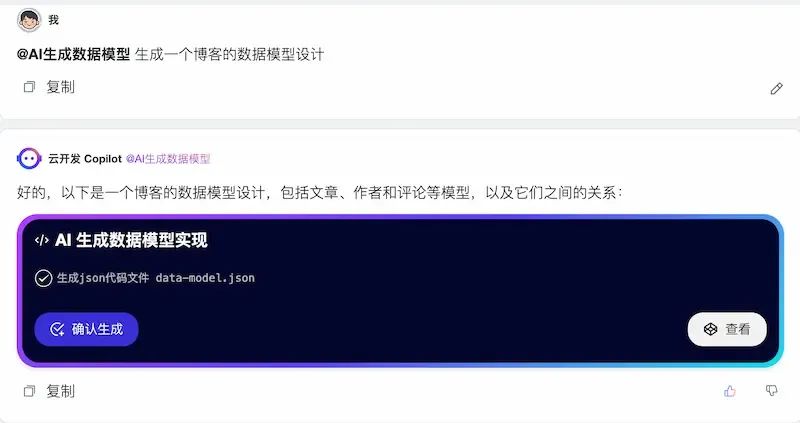 我
@AI生成数据模型 生成一个博客的数据模型设计
复制
云开发 Copilot @AI生成数据模型
好的，以下是一个博客的数据模型设计，包括文章、作者和评论等模型，以及它们之间的关系：
</> AI 生成数据模型实现
生成json代码文件 data-model.json
确认生成
查看
复制